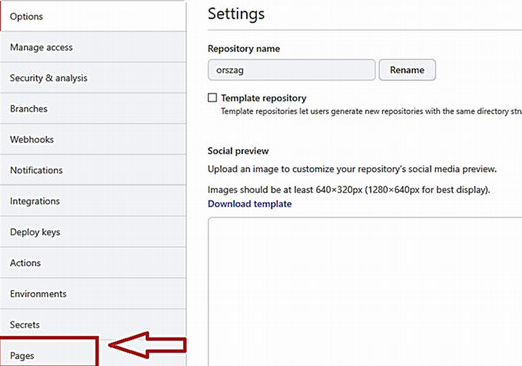 Options
Manage access
Security & analysis
Branches
Webhooks
Notifications
Integrations
Deploy keys
Actions
Environments
Secrets
Pages
Settings
Repository name
orszag
Rename
Template repository
Template repositories let users generate new repositories with the same directory stru
Social preview
Upload an image to customize your repository's social media preview.
Images should be at least 640×320px (1280×640px for best display).
Download template